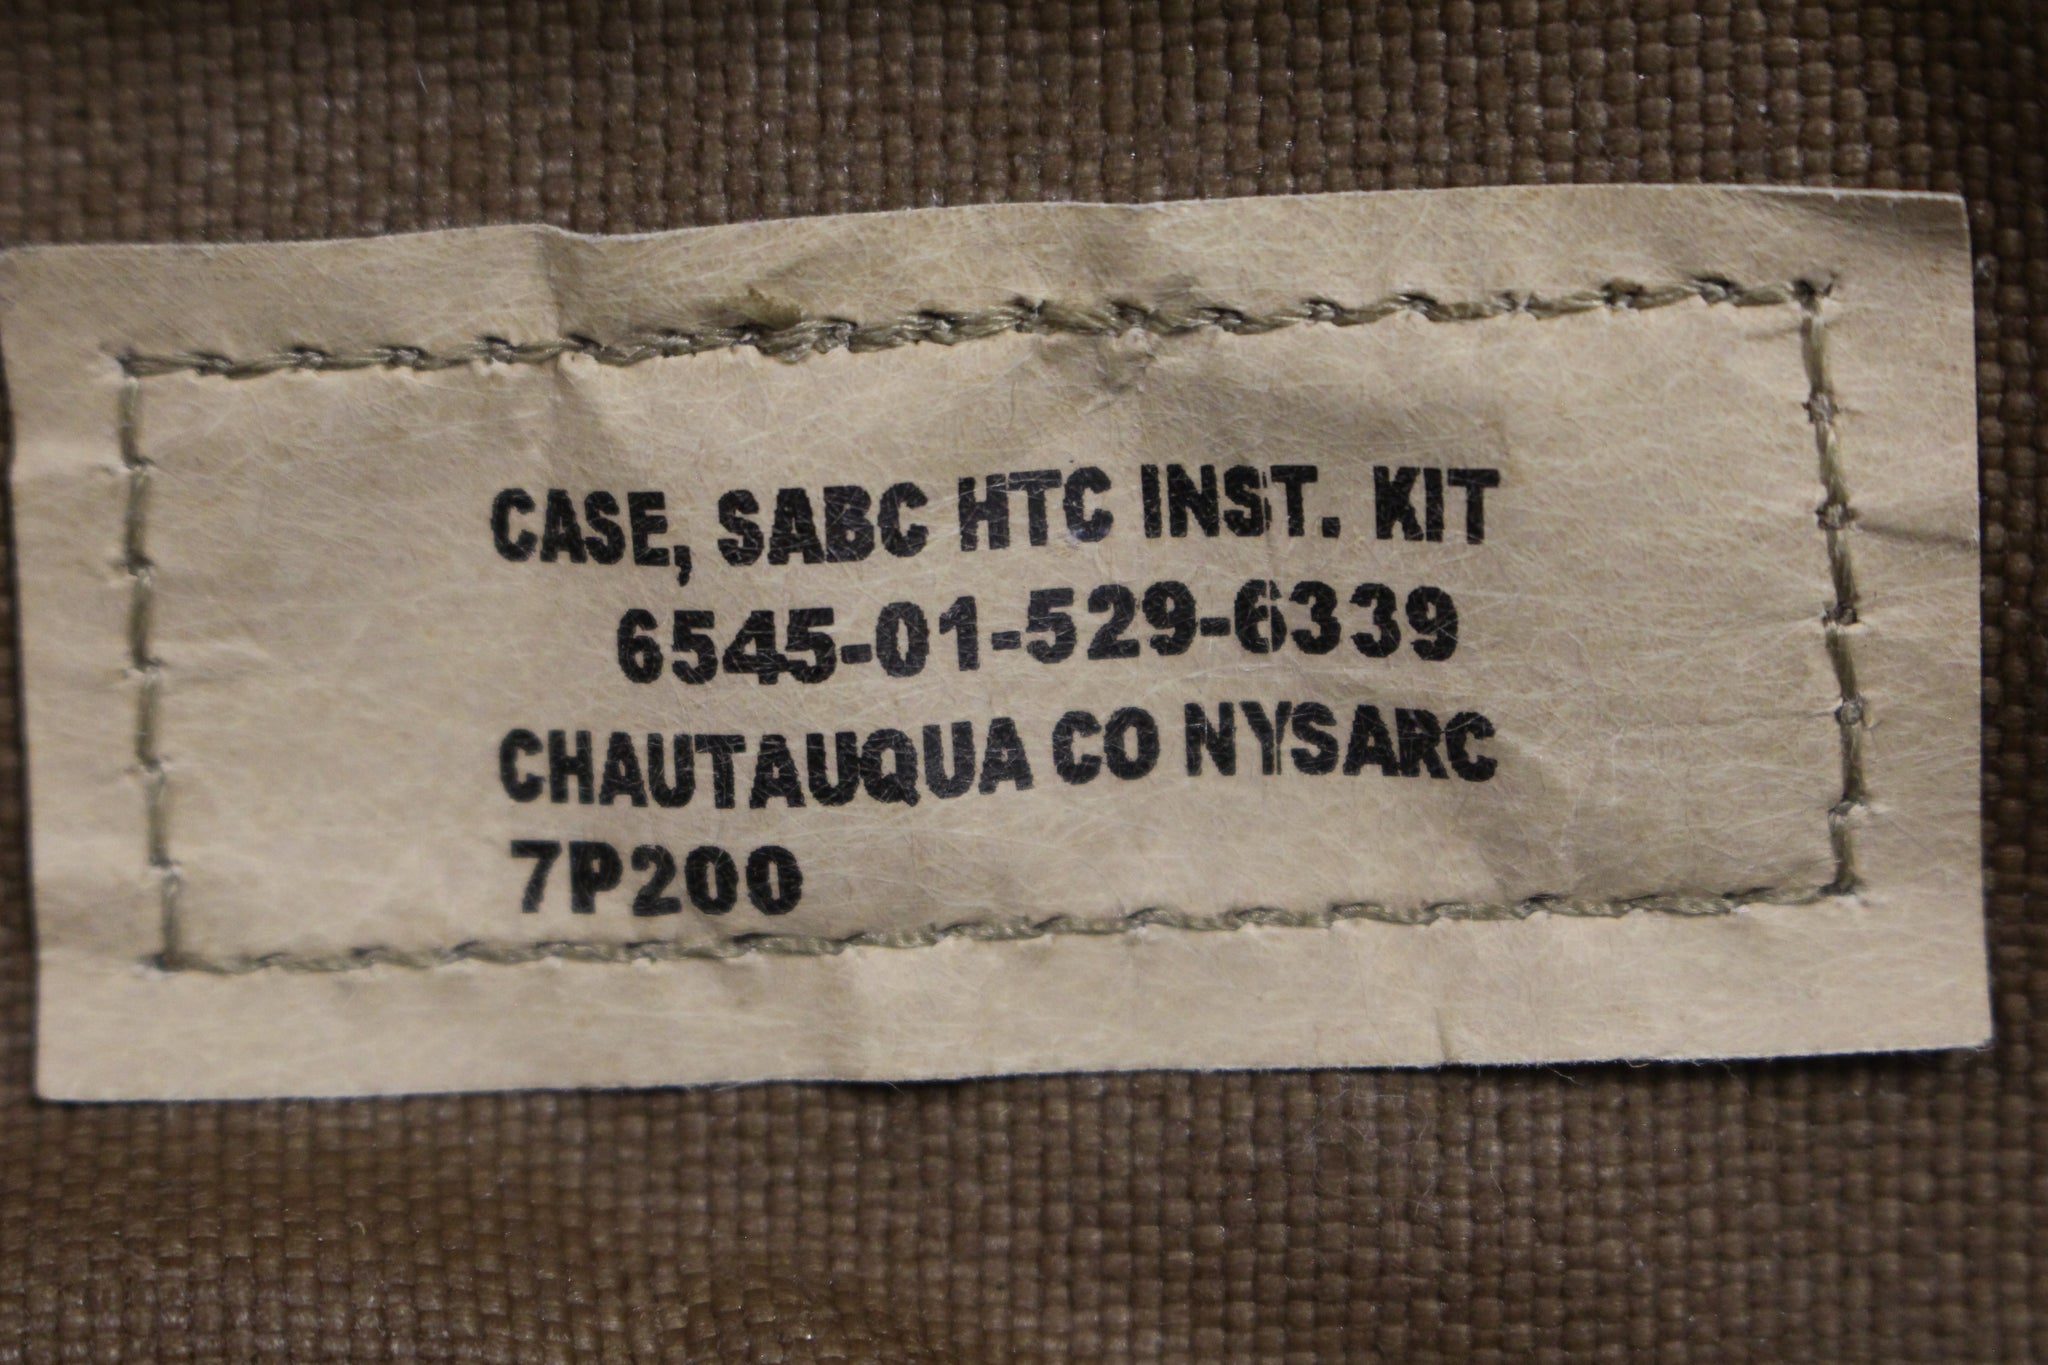 CASE, SABC HTC INST. KIT
6545-01-529-6339
CHAUTAUQUA CO NYSARC
7P200